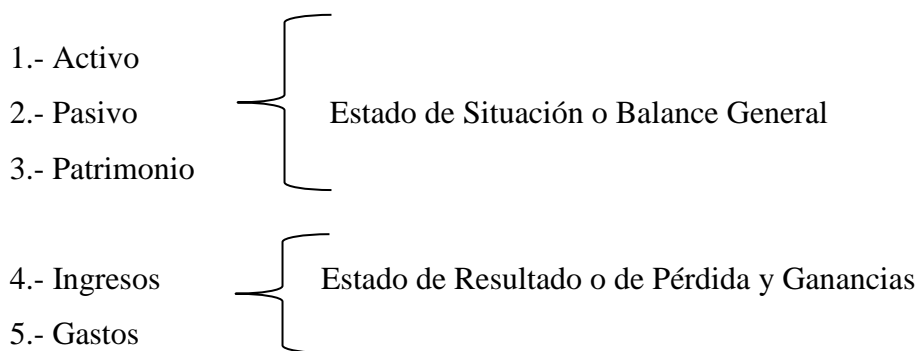 1.- Activo
2.- Pasivo
Estado de Situación o Balance General
3.- Patrimonio
4.- Ingresos
Estado de Resultado o de Pérdida y Ganancias
5.- Gastos